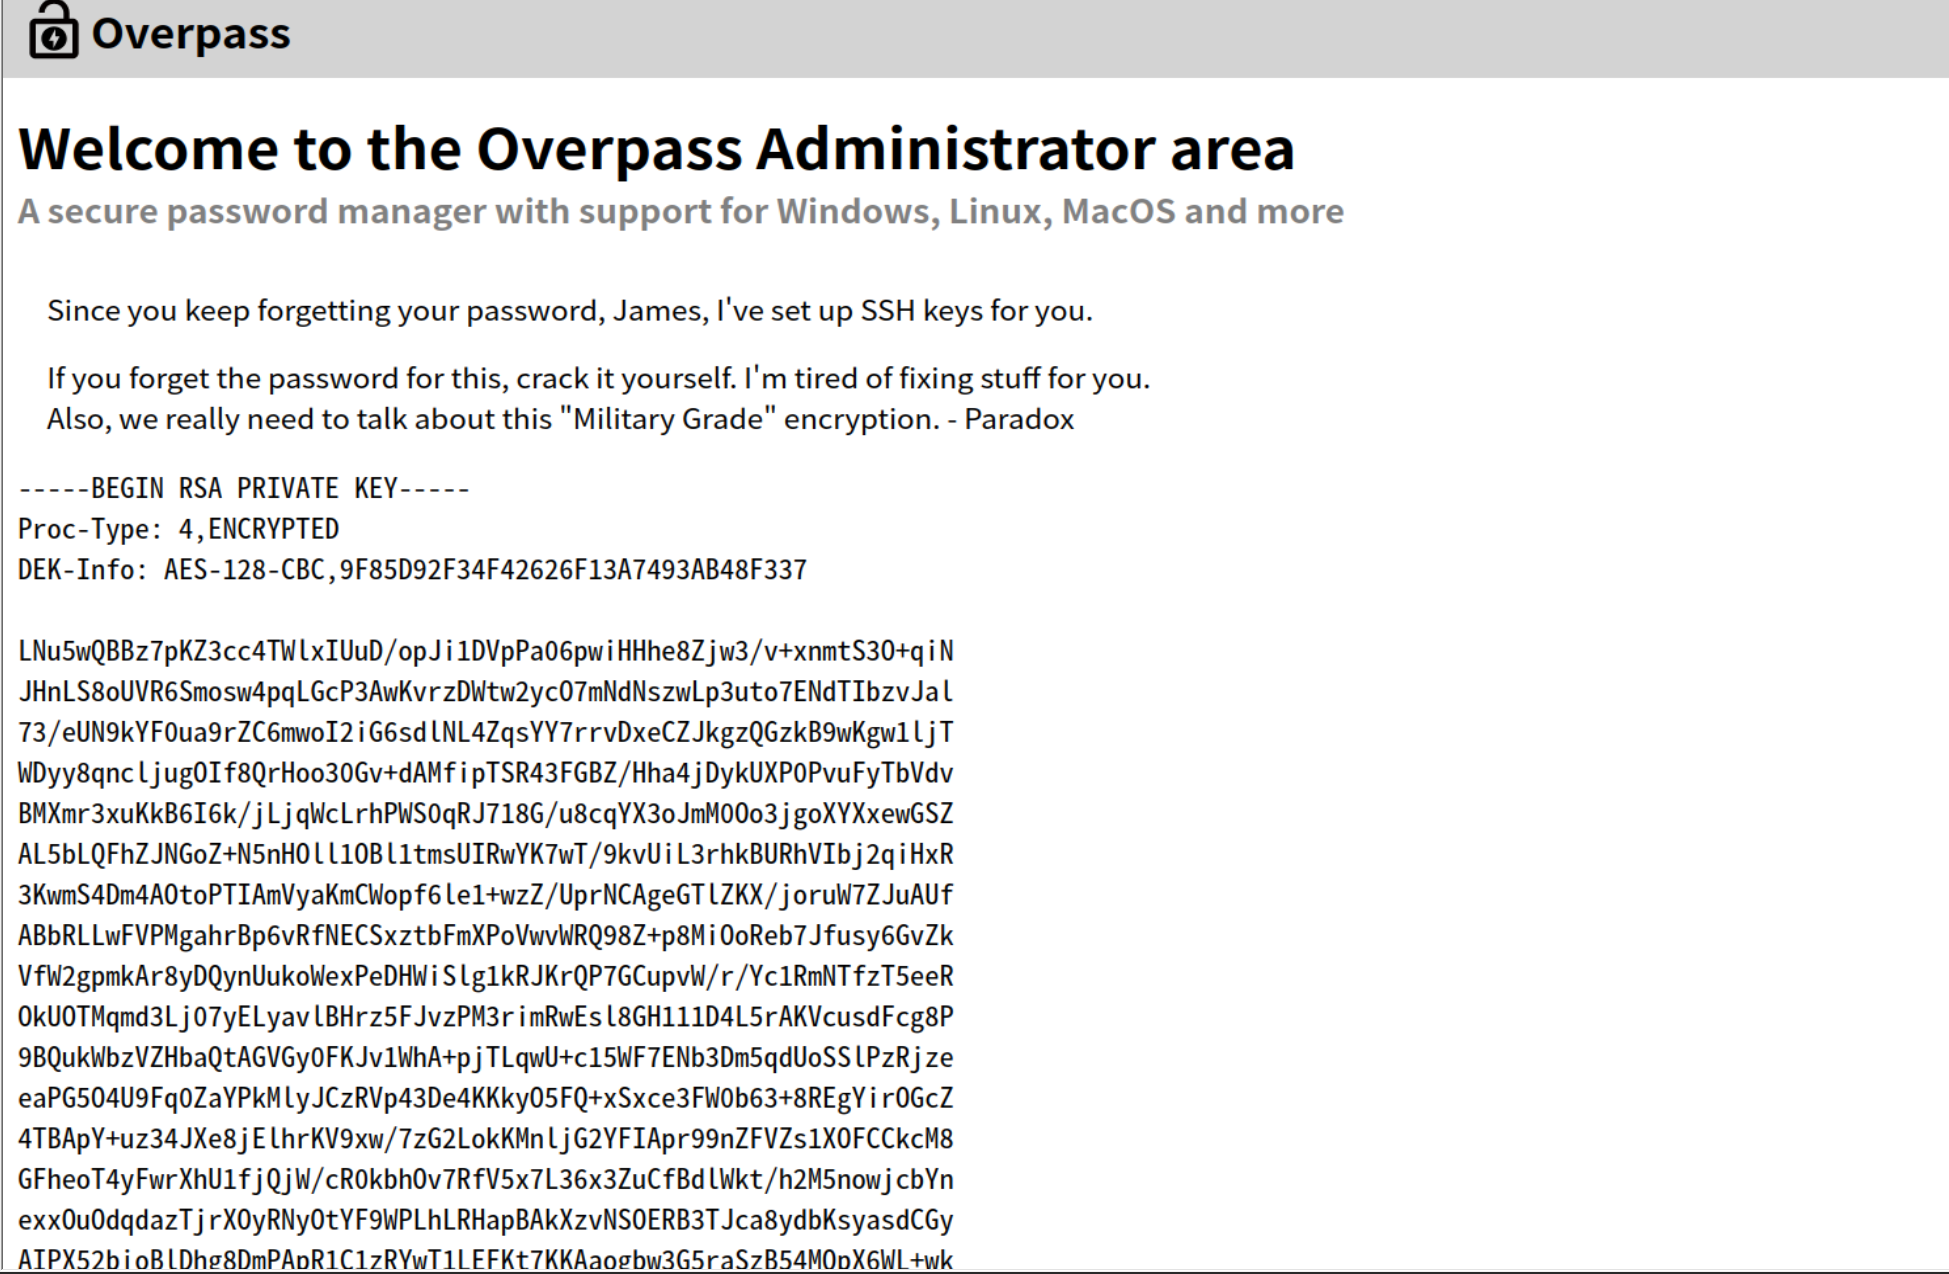 Overpass
Welcome to the Overpass Administrator area
A secure password manager with support for Windows, Linux, MacOS and more
Since you keep forgetting your password, James, I've set up SSH keys for you.
If you forget the password for this, crack it yourself. I'm tired of fixing stuff for you.
Also, we really need to talk about this "Military Grade" encryption. - Paradox
-----BEGIN RSA PRIVATE KEY-----
Proc-Type: 4,ENCRYPTED
DEK-Info: AES-128-CBC,9F85D92F34F42626F13A7493AB48F337
LNu5wQBBz7pKZ3cc4TWlxIUuD/opJi1DVpPa06pwiHHhe8Zjw3/v+xnmtS3O+qiN
JHnLS8oUVR6Smosw4pqLGcP3AwKvrzDWtw2ycO7mNdNszwLp3uto7ENdTIbzvJal
73/eUN9kYF0ua9rZC6mwoI2iG6sdlNL4ZqsYY7rrvDxeCZJkgzQGzkB9wKgw1ljT
WDyy8qncljugOIf8QrHoo30Gv+dAMfipTSR43FGBZ/Hha4jDykUXP0PvuFyTbVdv
BMXmr3xuKkB6I6k/jLjqWcLrhPWS0qRJ718G/u8cqYX3oJmM0Oo3jgoXYXxewGSZ
AL5bLQFhZJNGoZ+N5nHOll1OBl1tmsUIRwYK7wT/9kvUiL3rhkBURhVIbj2qiHxR
3KwmS4Dm4AOtoPTIAmVyaKmCWopf6le1+wzZ/UprNCAgeGTlZKX/joruW7ZJuAUf
ABbRLLwFVPMgahrBp6vRfNECSxztbFmXPoVwvWRQ98Z+p8MiOoReb7Jfusy6GvZk
VfW2gpmkAr8yDQynUukoWexPeDHWiSlg1kRJKrQP7GCupvW/r/Yc1RmNTfzT5eeR
OkUOTMqmd3Lj07yELyavlBHrz5FJvzPM3rimRwEsl8GH111D4L5rAKVcusdFcg8P
9BQukWbzVZHbaQtAGVGy0FKJv1WhA+pjTLqwU+c15WF7ENb3Dm5qdUoSSlPzRjze
eaPG5O4U9Fq0ZaYPkMlyJCzRVp43De4KKkyO5FQ+xSxce3FW0b63+8REgYirOGcZ
4TBApY+uz34JXe8jElhrKV9xw/7zG2LokKMnljG2YFIApr99nZFVZs1XOFCCkcM8
GFheoT4yFwrXhU1fjQjW/cR0kbhOv7RfV5x7L36x3ZuCfBdlWkt/h2M5nowjcbYn
exxOuOdqdazTjrXOyRNyOtYF9WPLhLRHapBAkXzvNSOERB3TJca8ydbKsyasdCGy
AIPX52bioBlDhg8DmPApR1C1zRYwT1LEFKt7KKAaogbw3G5raSzB54MQpX6WL+wk